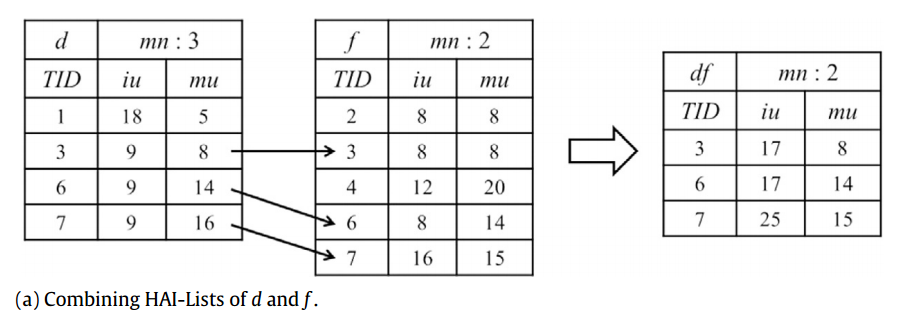 d mn : 3
TID iu mu
1 18 5
3 9 8
6 9 14
7 9 16
f mn : 2
TID iu mu
2 8 8
3 8 8
4 12 20
6 8 14
7 16 15
df mn : 2
TID iu mu
3 17 8
6 17 14
7 25 15
(a) Combining HAI-Lists of d and f.